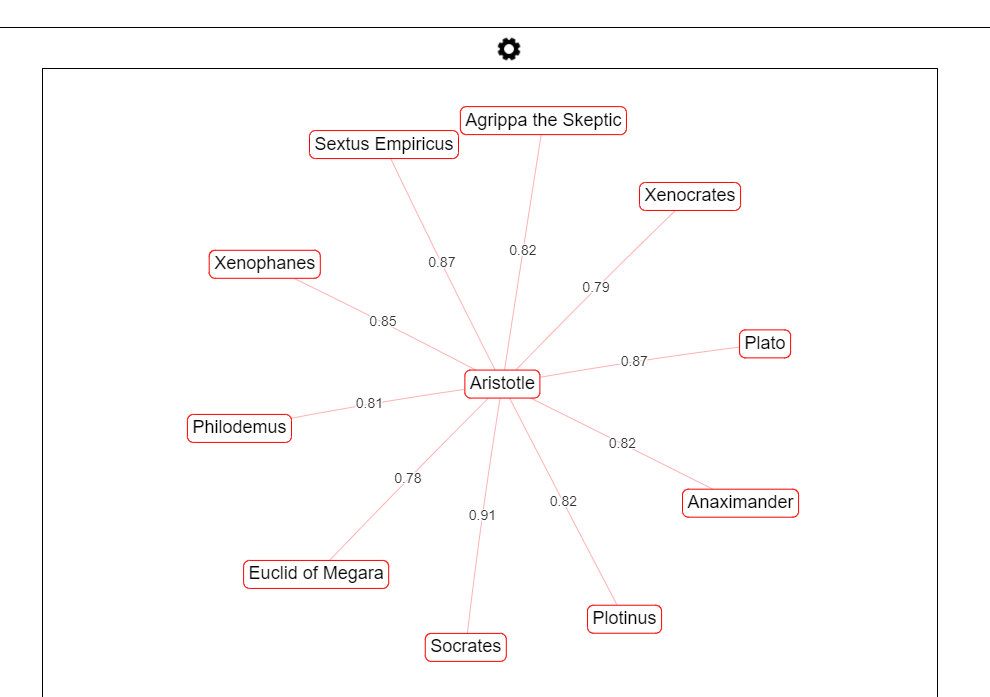 Agrippa the Skeptic
Sextus Empiricus
Xenocrates
0.82
0.87
Xenophanes
0.79
0.85
Plato
0.87
Aristotle
0.81
Philodemus
0.82
0.78
0.82
Anaximander
0.91
Euclid of Megara
Plotinus
Socrates